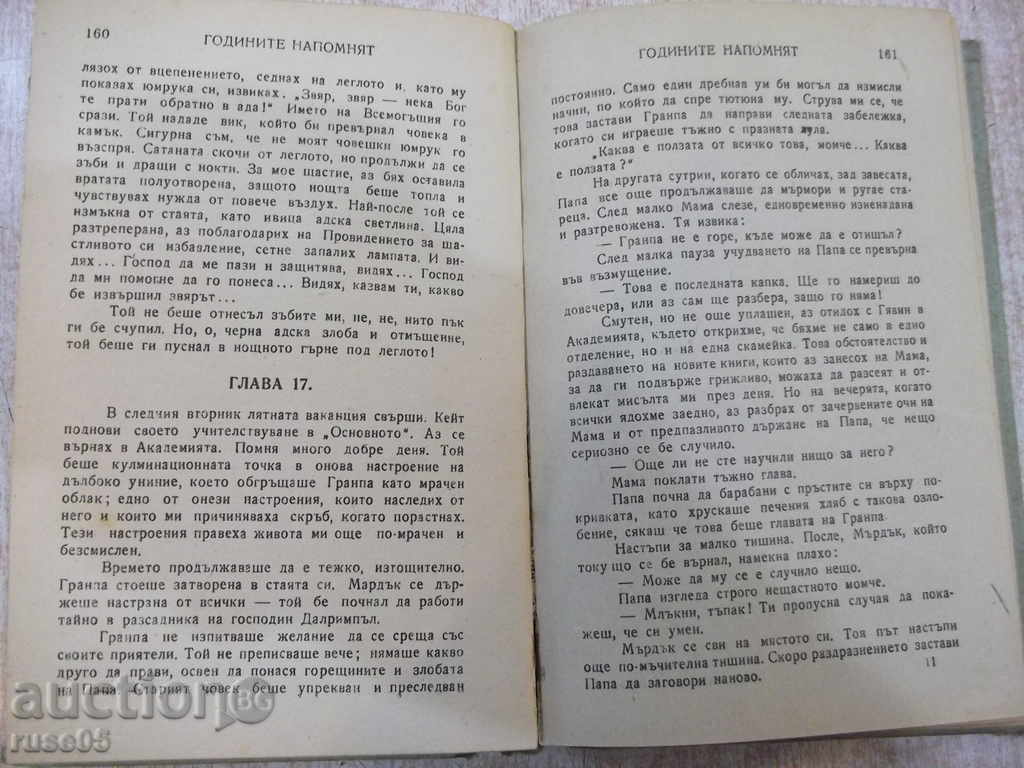 160
ГОДИНИТЕ НАПОМНЯТ
лязох от вцепенението, седнах на леглото и, като му
показах юмрука си, извиках. „Звяр, звяр — нека Бог
те прати обратно в ада!“ Името на Всемогъщия го
срази. Той нададе вик, който би превърнал човека в
камък. Сигурна съм, че не моят човешки юмрук го
възспря. Сатаната скочи от леглото, но продължи да се
зъби и дращи с нокти. За мое щастие, аз бях оставила
вратата полуотворена, защото нощта беше топла и
чувствувах нужда от повече въздух. Най-после той се
измъкна от стаята, като ивица адска светлина. Цяла
разтреперана, аз поблагодарих на Провидението за ща-
стливото си избавление, сетне запалих лампата. И ви-
дях... Господ да ме пази и защитява, видях... Господ
да ми помогне да го понеса... Видях, казвам ти, какво
бе извършил звярът...
Той не беше отнесъл зъбите ми, не, не, нито пък
ги бе счупил. Но, о, черна адска злоба и отмъщение,
той беше ги пуснал в нощното гърне под леглото!
ГЛАВА 17.
В следния вторник лятната ваканция свърши. Кейт
поднови своето учителствуване в „Основното“. Аз се
върнах в Академията. Помня много добре деня. Той
беше кулминационната точка в онова настроение на
дълбоко униние, което обгръщаше Гранпа като мрачен
облак; едно от онези настроения, които наследих от
него и които ми причиняваха скръб, когато порастнах.
Тези настроения правеха живота ми още по-мрачен и
безсмислен.
Времето продължаваше да е тежко, изтощително.
Гранпа стоеше затворена в стаята си. Мардък се дър-
жеше настрана от всички — той бе почнал да работи
тайно в разсадника на господин Далримпъл.
Гранпа не изпитваше желание да се среща със
своите приятели. Той не преписваше вече; нямаше какво
друго да прави, освен да понася горещините и злобата
на Папа. Старият човек беше упрекван и преследван
ГОДИНИТЕ НАПОМНЯТ
161
постоянно. Само един дребнав ум би могъл да измисли
начин, по който да спре тютюна му. Струва ми се, че
това застави Гранпа да направи следната забележка,
когато си играеше тъжно с празната лула.
„Каква е ползата от всичко това, момче... Каква
е ползата?“
На другата сутрин, когато се обличах, зад завесата,
Папа все още продължаваше да мърмори и ругае ста-
реца. След малко Мама слезе, едновременно изненадана
и разтревожена. Тя извика:
— Гранпа не е горе, къде може да е отишъл?
След малка пауза учудването на Папа се превърна
във възмущение.
— Това е последната капка. Ще го намериш до
довечера, или аз сам ще разбера, защо го няма!
Смутен, но не още уплашен, аз отидох с Гявин в
Академията, където открихме, че бяхме не само в едно
отделение, но и на една скамейка. Това обстоятелство и
раздаването на новите книги, които аз занесох на Мама,
за да ги подвърже грижливо, можаха да разсеят и от-
влекат мисълта ми през деня. Но на вечерята, когато
всички ядохме заедно, аз разбрах от зачервените очи на
Мама и от предпазливото държане на Папа, че нещо
сериозно се бе случило.
— Още ли не сте научили нищо за него?
Мама поклати тъжно глава.
Папа почна да барабани с пръстите си върху по-
кривката, като хрускаше печения хляб с такова озло-
бение, сякаш че това беше главата на Гранпа
Настъпи за малко тишина. После, Мърдък, който
току що се бе върнал, намекна плахо:
— Може да му се е случило нещо.
Папа изгледа строго нещастното момче.
— Млъкни, тъпак! Ти пропусна случая да пока-
жеш, че си умен.
Мърдък се сви на мястото си. Тоя път настъпи
още по-мъчителна тишина. Скоро раздразнението застави
Папа да заговори наново.
11
auction BG
ruse05